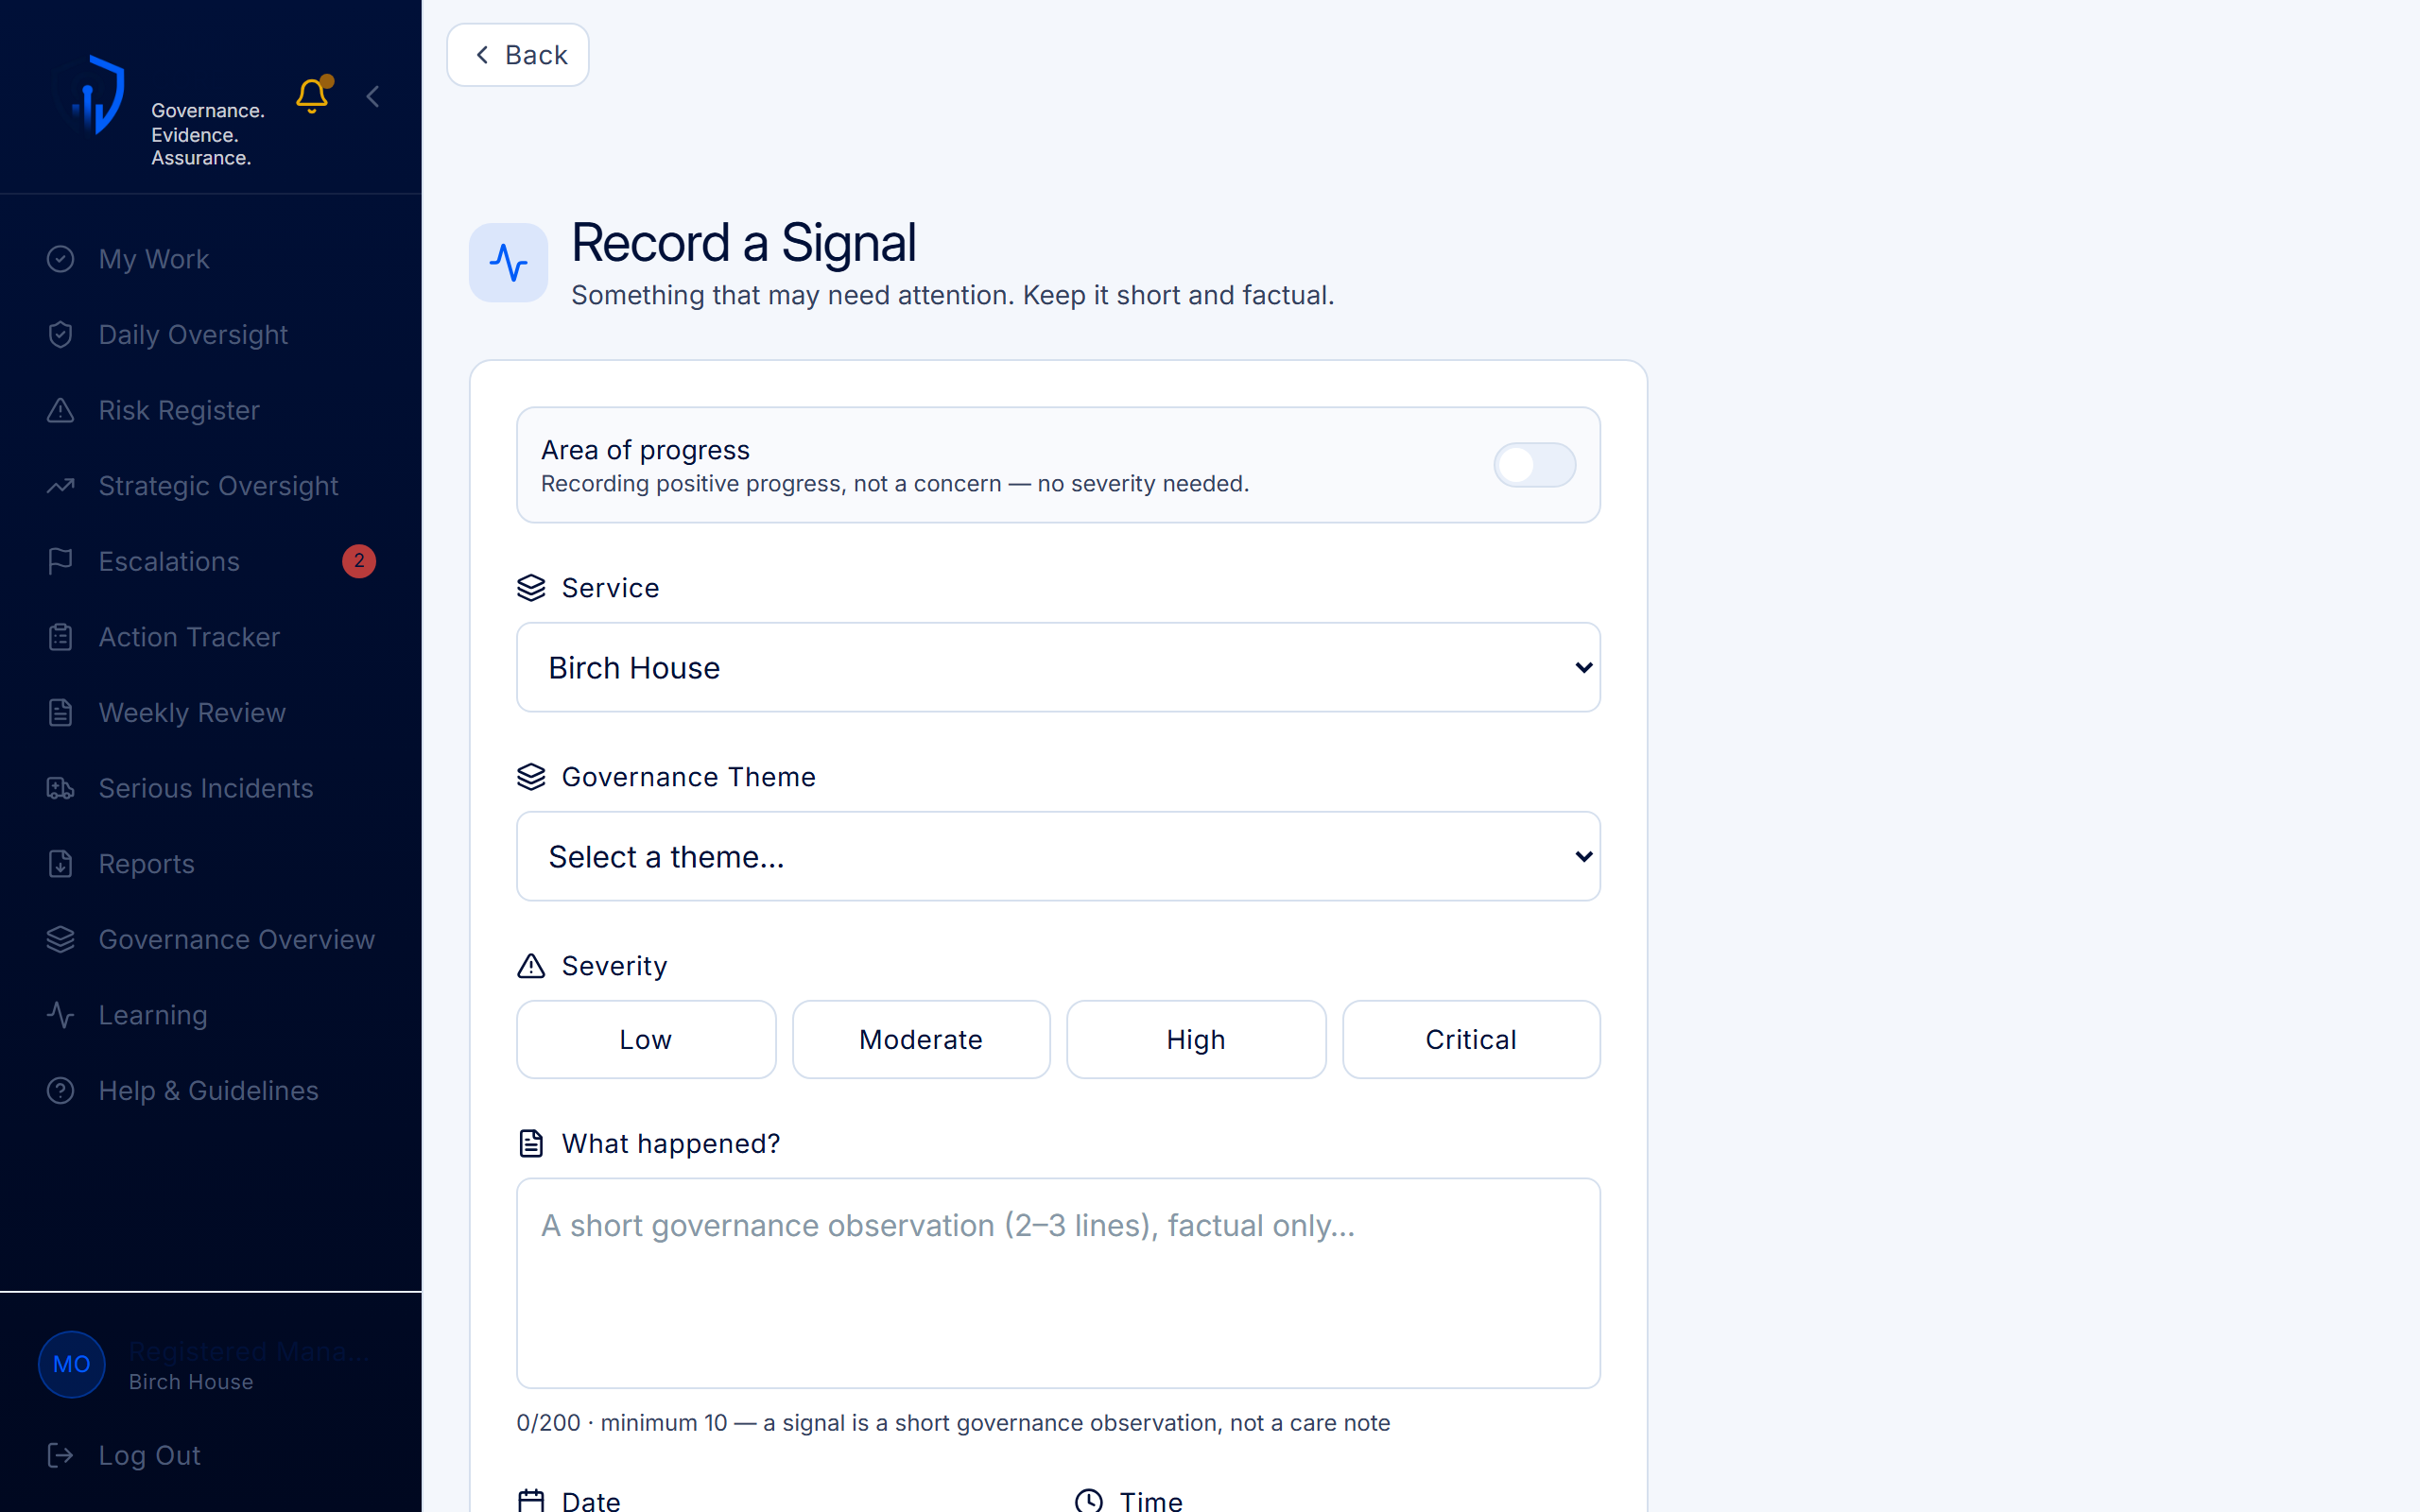 Governance.
Evidence.
Assurance.
My Work
Daily Oversight
Risk Register
Strategic Oversight
Escalations
2
Action Tracker
Weekly Review
Serious Incidents
Reports
Governance Overview
Learning
Help & Guidelines
MO
Registered Mana...
Birch House
Log Out
Back
Record a Signal
Something that may need attention. Keep it short and factual.
Area of progress
Recording positive progress, not a concern — no severity needed.
Service
Birch House
Governance Theme
Select a theme...
Severity
Low
Moderate
High
Critical
What happened?
A short governance observation (2–3 lines), factual only...
0/200 · minimum 10 — a signal is a short governance observation, not a care note
Date
Time